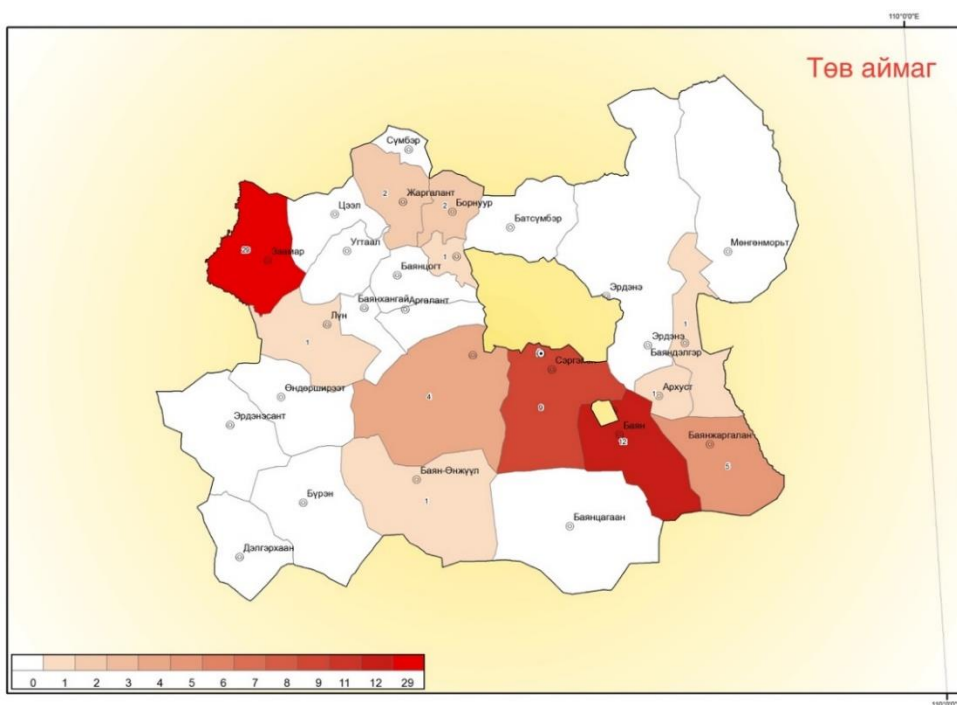 110°0'0"E
Төв аймаг
Сүмбэр
Жаргалант
2
Борнуур
2
Цээл
Батсүмбэр
Угтаал
29
Заамар
1
Мөнгөнморьт
Баянцогт
Эрдэнэ
Баянхангай
Аргалант
Лүн
1
1
Эрдэнэ
Баяндэлгэр
Сэргэлэн
Өндөрширээт
4
9
1
Архуст
Эрдэнэсант
Баян
12
Баянжаргалан
5
Баян-Өнжүүл
1
Бүрэн
Баянцагаан
Дэлгэрхаан
0 1 2 3 4 5 6 7 8 9 11 12 29